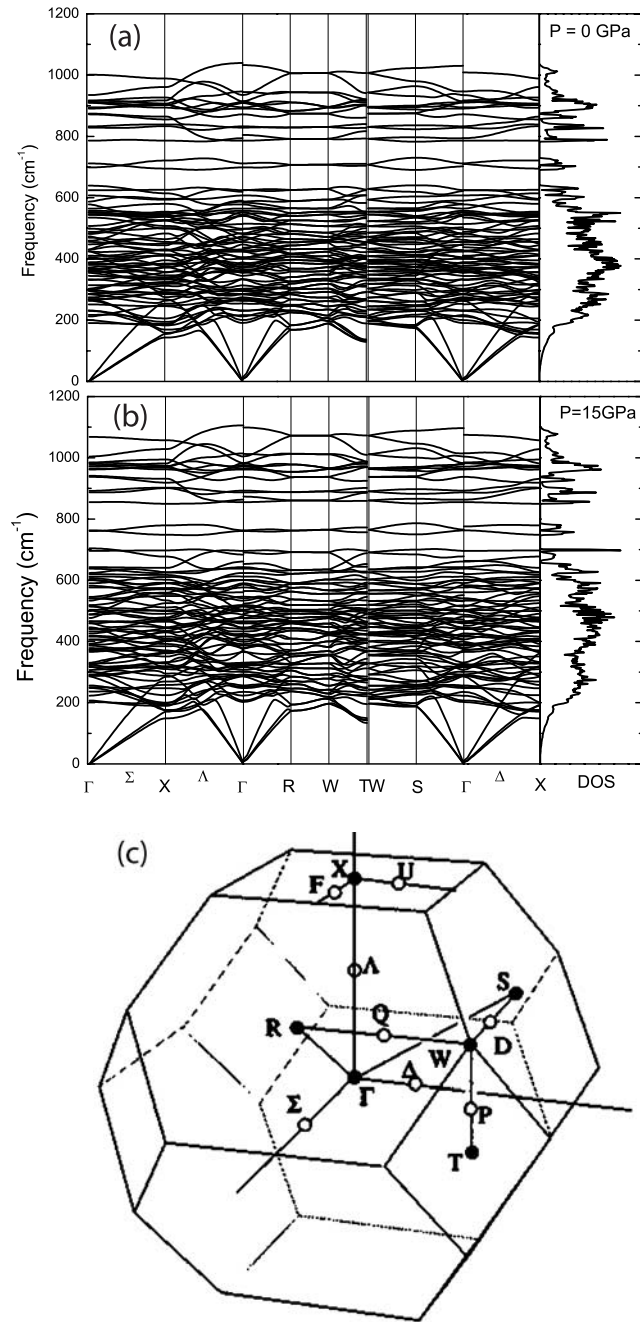 (a)
P = 0 GPa
Frequency (cm⁻¹)
1200
1000
800
600
400
200
0
(b)
P=15GPa
Frequency (cm⁻¹)
1200
1000
800
600
400
200
0
Γ Σ X Λ Γ R W T W S Γ Δ X DOS
(c)
X U
F
Λ
S
R Q
W D
Γ Δ
Σ P
T